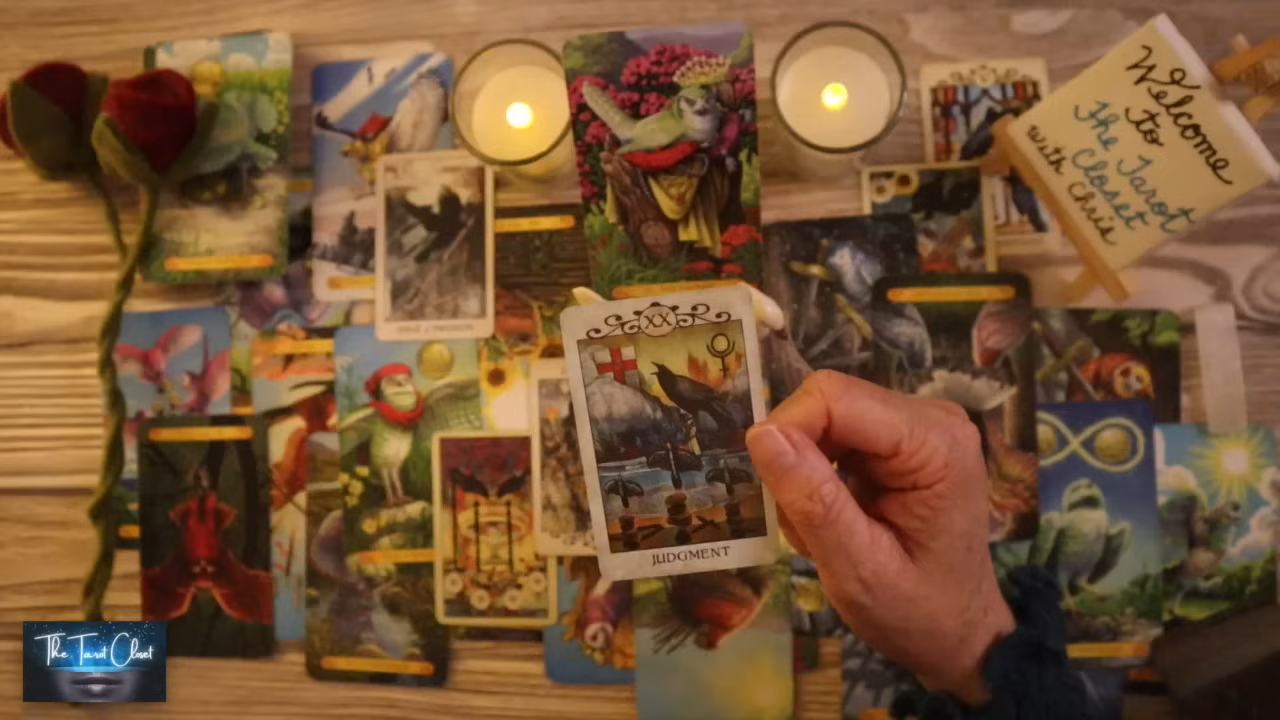 Welcome
to
The Tarot
Closet
with Chris
XX
JUDGMENT
The Tarot Closet